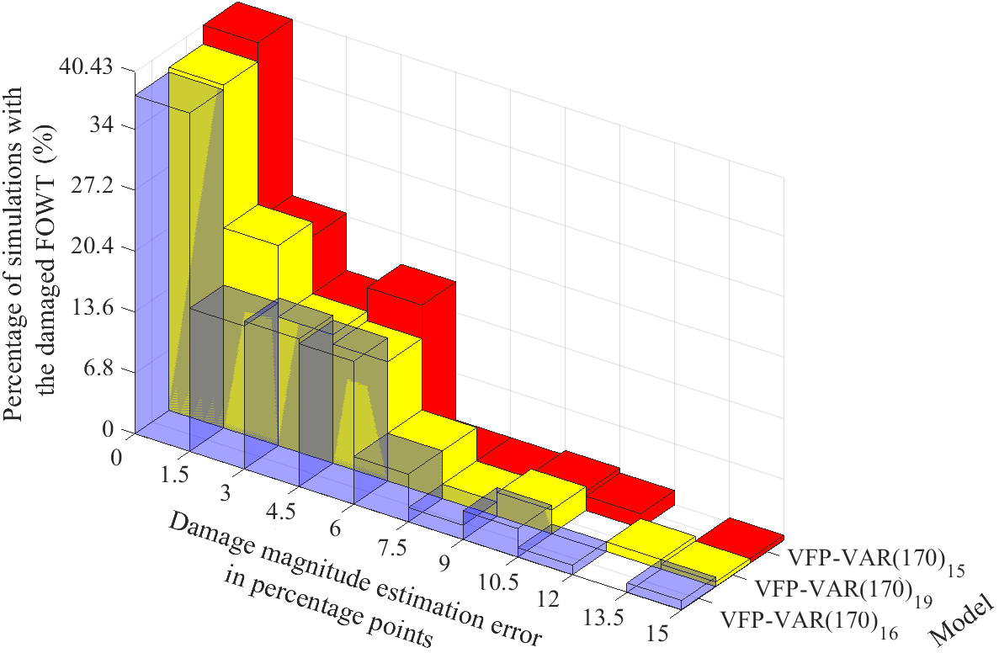 Percentage of simulations with
the damaged FOWT (%)
40.43
34
27.2
20.4
13.6
6.8
0
0
1.5
3
4.5
6
7.5
9
10.5
12
13.5
15
Damage magnitude estimation error
in percentage points
VFP-VAR(170)15
VFP-VAR(170)19
VFP-VAR(170)16
Model